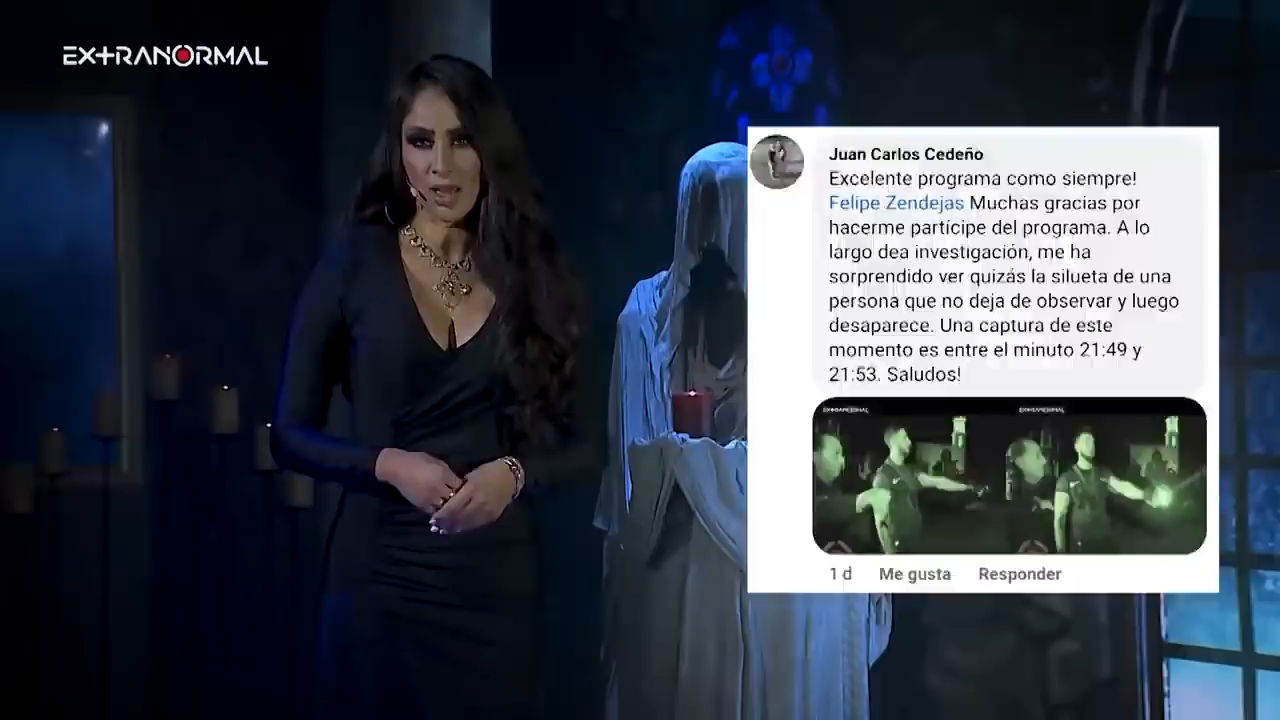 EXTRANORMAL
Juan Carlos Cedeño
Excelente programa como siempre!
Felipe Zendejas Muchas gracias por
hacerme partícipe del programa. A lo
largo dea investigación, me ha
sorprendido ver quizás la silueta de una
persona que no deja de observar y luego
desaparece. Una captura de este
momento es entre el minuto 21:49 y
21:53. Saludos!
EXTRANORMAL EXTRANORMAL
1 d Me gusta Responder